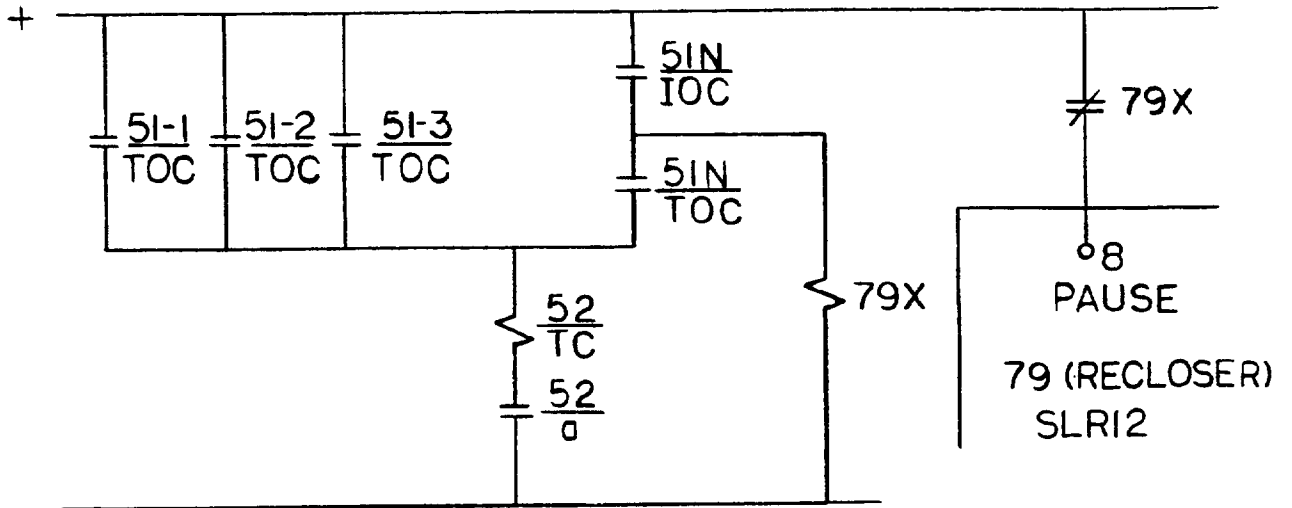 +
51-1
TOC
51-2
TOC
51-3
TOC
51N
IOC
51N
TOC
79X
79X
52
TC
52
a
8
PAUSE
79 (RECLOSER)
SLR12